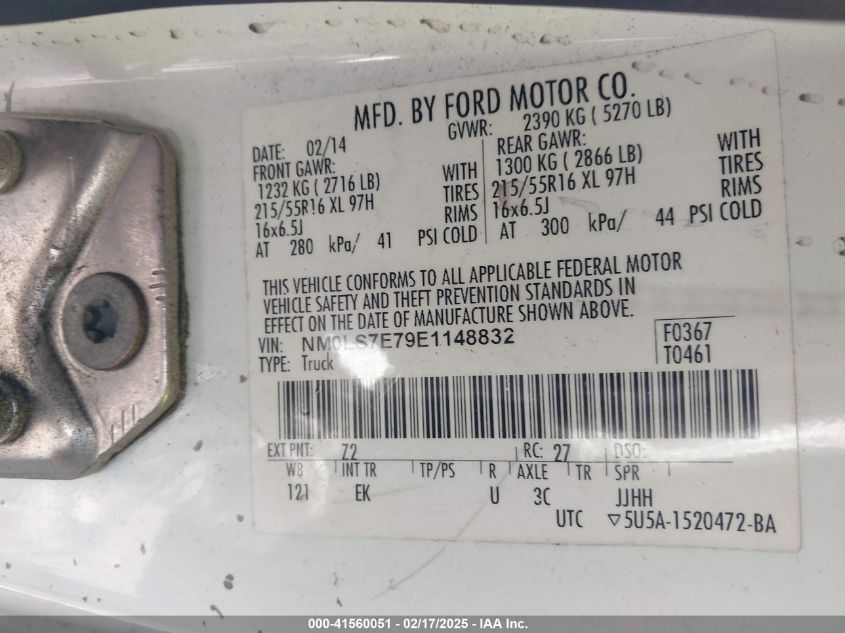 MFD. BY FORD MOTOR CO.
DATE: 02/14 GVWR: 2390 KG ( 5270 LB)
FRONT GAWR: REAR GAWR:
1232 KG ( 2716 LB) WITH 1300 KG ( 2866 LB) WITH
215/55R16 XL 97H TIRES 215/55R16 XL 97H TIRES
16x6.5J RIMS 16x6.5J RIMS
AT 280 kPa/ 41 PSI COLD AT 300 kPa/ 44 PSI COLD
THIS VEHICLE CONFORMS TO ALL APPLICABLE FEDERAL MOTOR
VEHICLE SAFETY AND THEFT PREVENTION STANDARDS IN
EFFECT ON THE DATE OF MANUFACTURE SHOWN ABOVE.
VIN: NM0LS7E79E1148832 F0367
TYPE: Truck T0461
EXT PNT: Z2 RC: 27 DSO:
WB INT TR TP/PS R AXLE TR SPR
121 EK U 3C JJHH
UTC ▽5U5A-1520472-BA
000-41560051 - 02/17/2025 - IAA Inc.